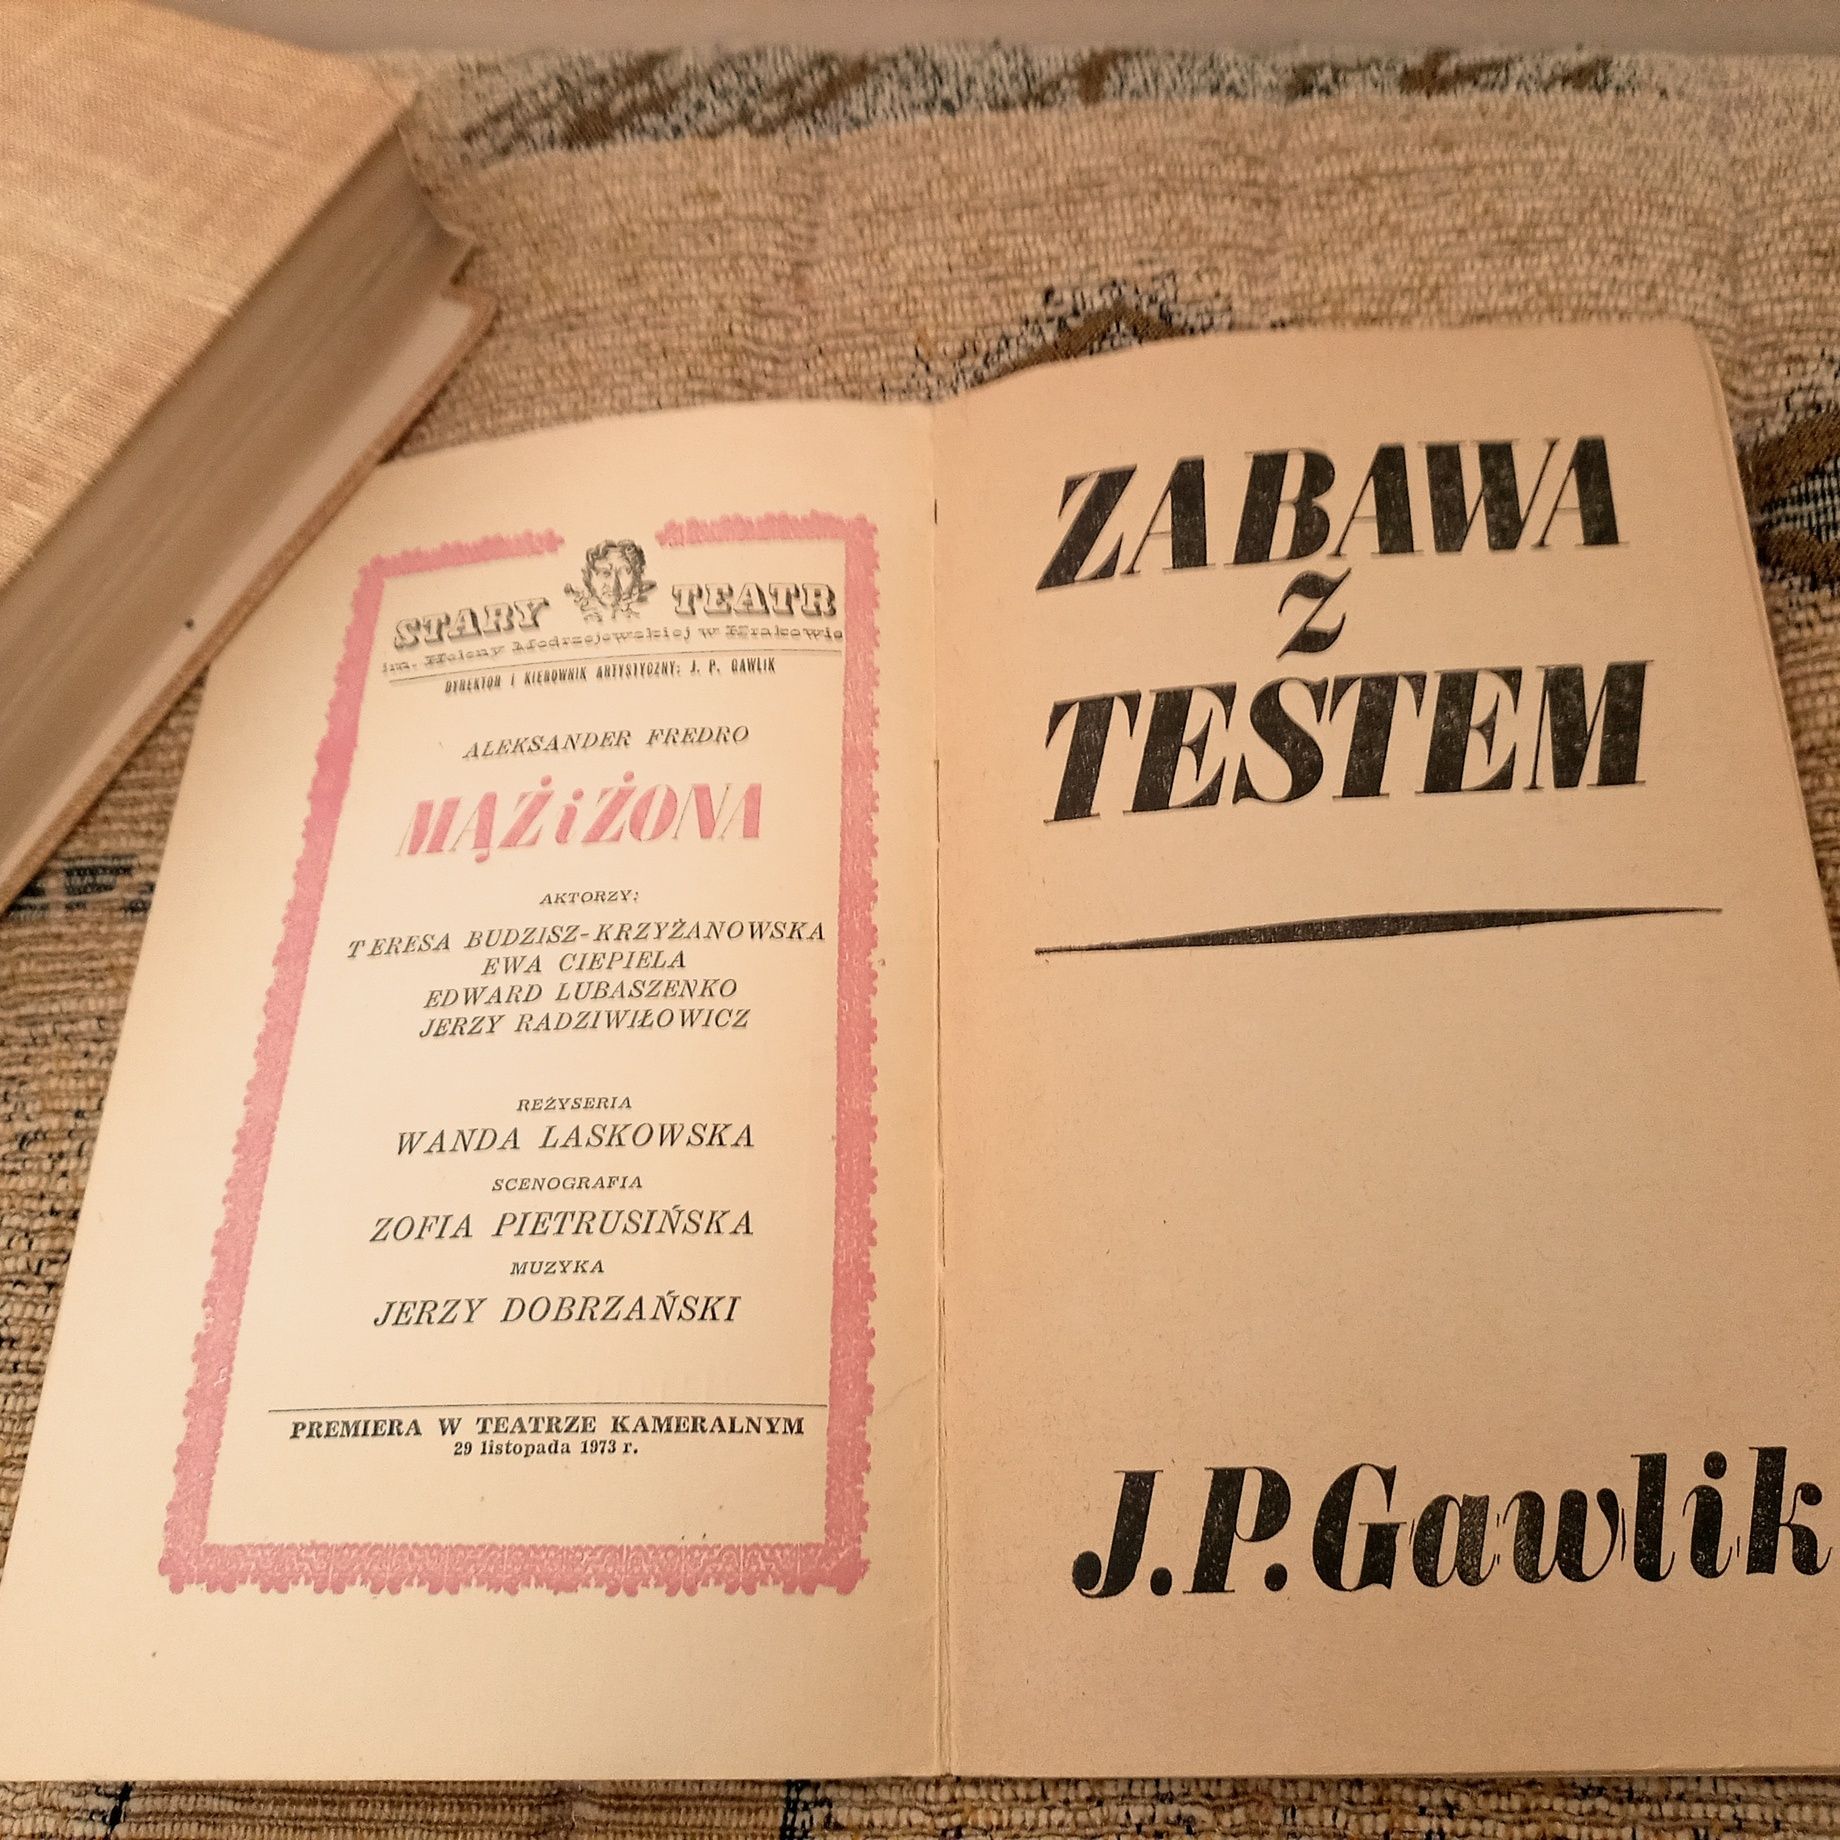 STARY TEATR
im. Heleny Modrzejewskiej w Krakowie
DYREKTOR I KIEROWNIK ARTYSTYCZNY: J. P. GAWLIK
ALEKSANDER FREDRO
MĄŻ i ŻONA
AKTORZY:
TERESA BUDZISZ-KRZYŻANOWSKA
EWA CIEPIELA
EDWARD LUBASZENKO
JERZY RADZIWIŁOWICZ
REŻYSERIA
WANDA LASKOWSKA
SCENOGRAFIA
ZOFIA PIETRUSIŃSKA
MUZYKA
JERZY DOBRZAŃSKI
PREMIERA W TEATRZE KAMERALNYM
29 listopada 1973 r.
ZABAWA
Z
TESTEM
J.P.Gawlik